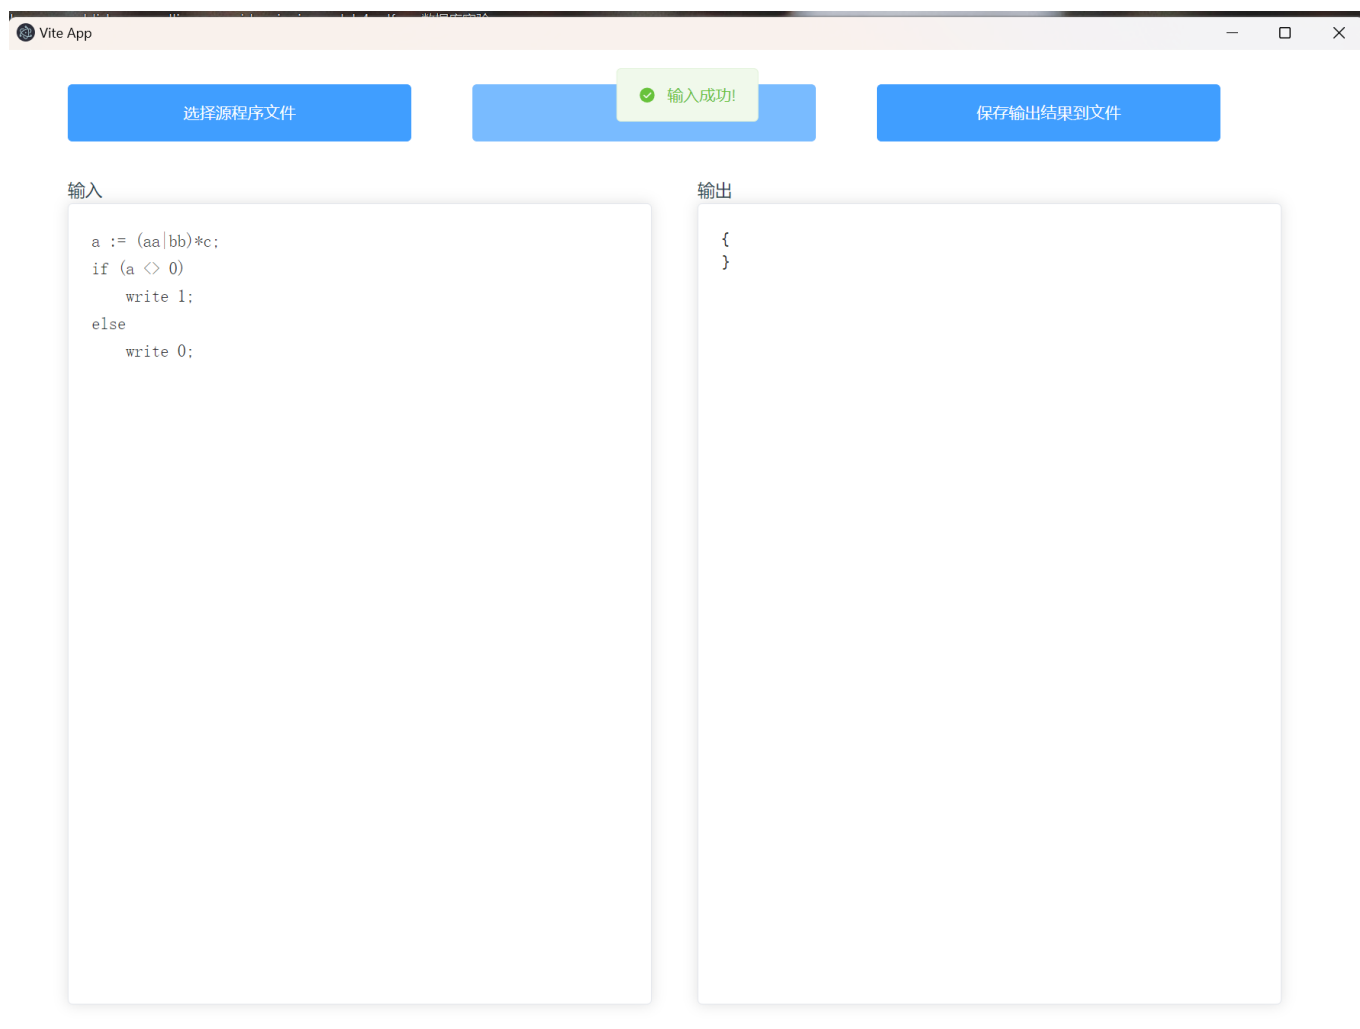 Vite App
选择源程序文件
输入成功!
保存输出结果到文件
输入
输出
a := (aa|bb)*c;
if (a <> 0)
    write 1;
else
    write 0;
{
}